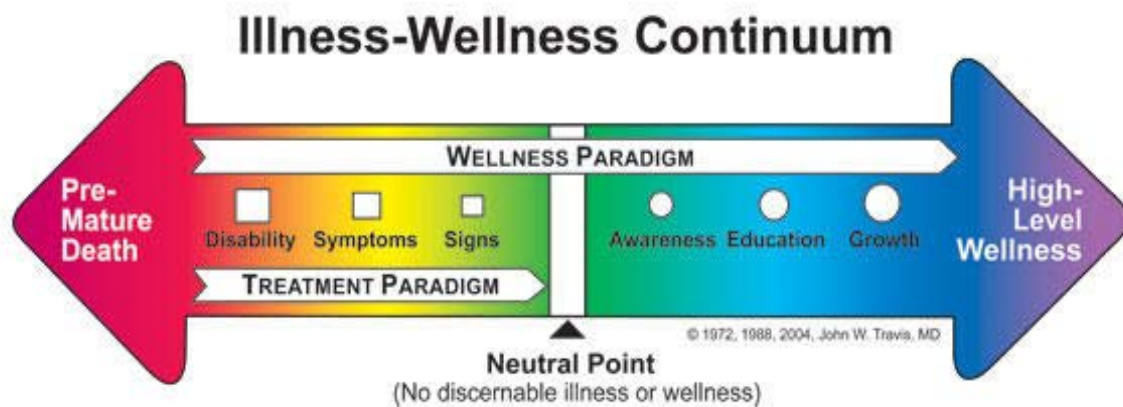 Illness-Wellness Continuum
WELLNESS PARADIGM
Pre-
Mature
Death
Disability Symptoms Signs
Awareness Education Growth
High-
Level
Wellness
TREATMENT PARADIGM
© 1972, 1988, 2004, John W. Travis, MD
Neutral Point
(No discernable illness or wellness)